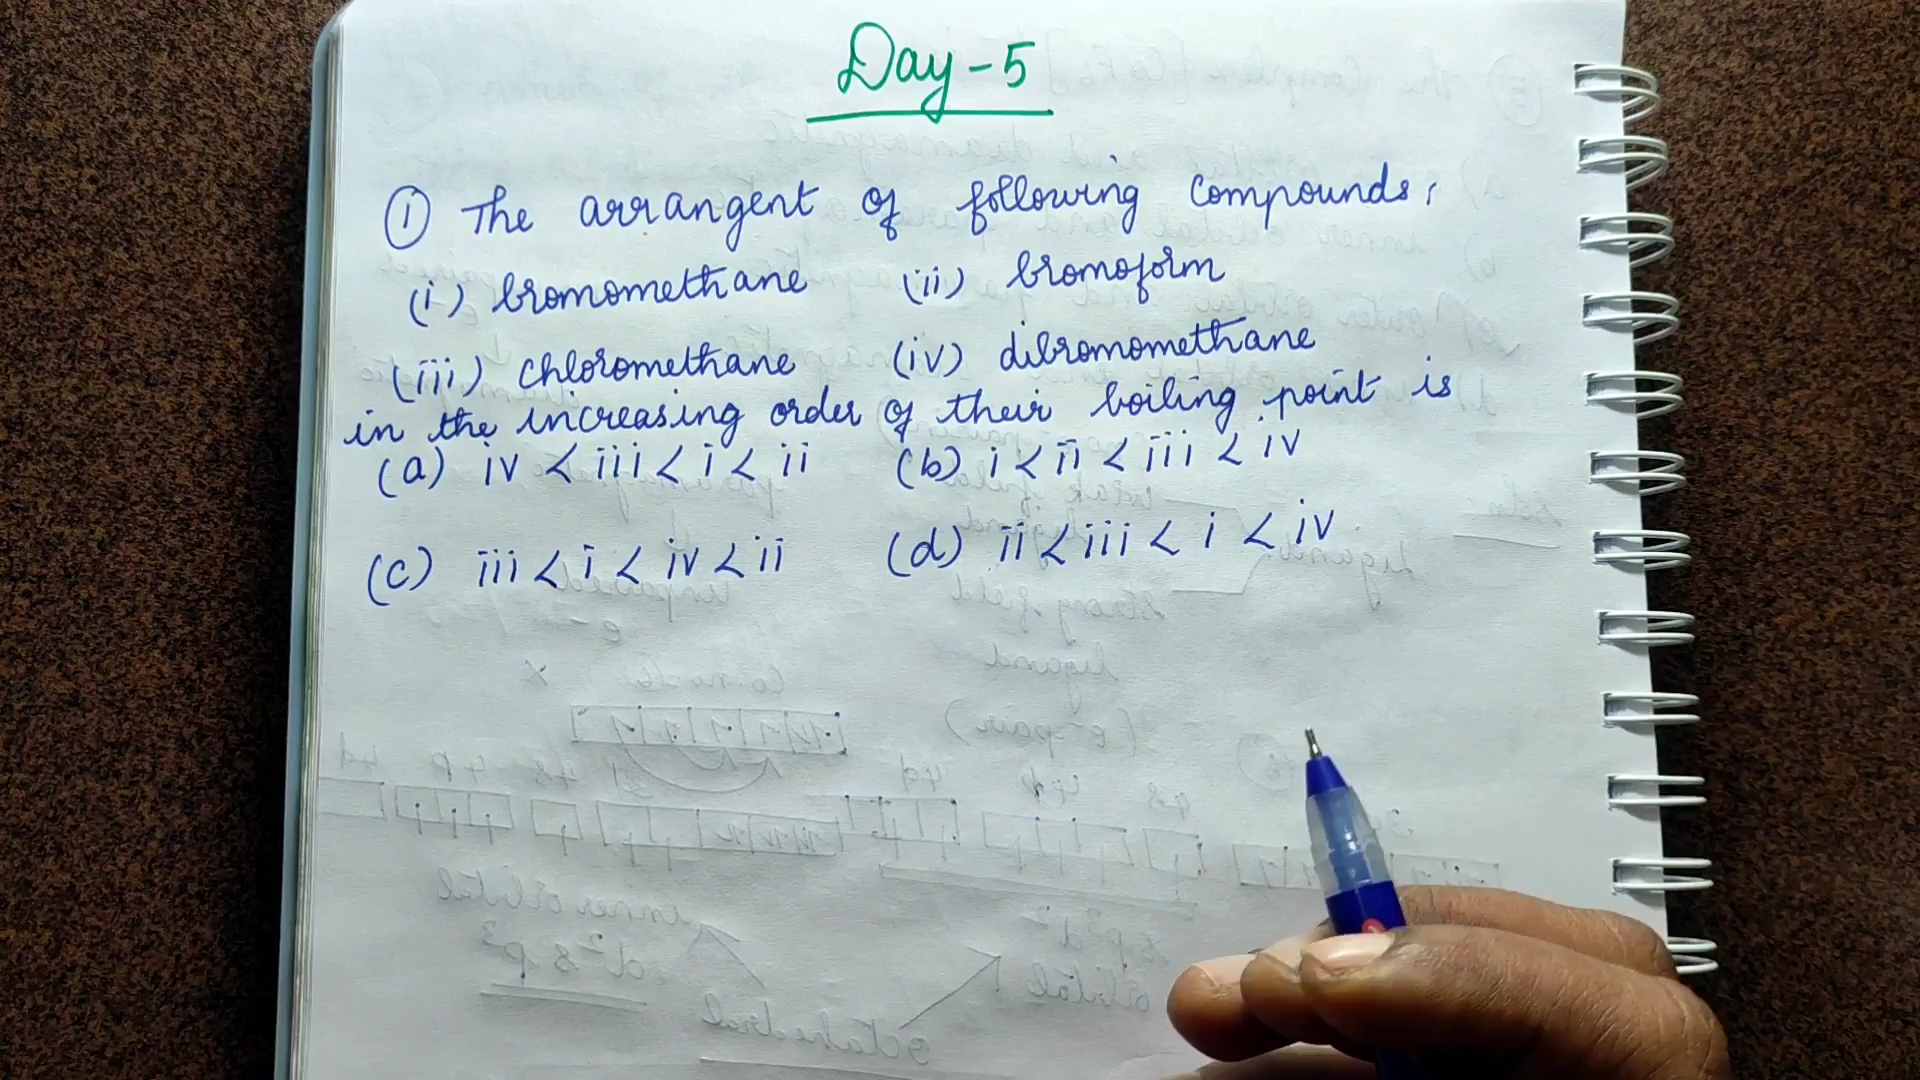 Day-5
① The arrangent of following compounds,
(i) bromomethane (ii) bromoform
(iii) chloromethane (iv) dibromomethane
in the increasing order of their boiling point is
(a) iv < iii < i < ii (b) i < ii < iii < iv
(c) iii < i < iv < ii (d) ii < iii < i < iv